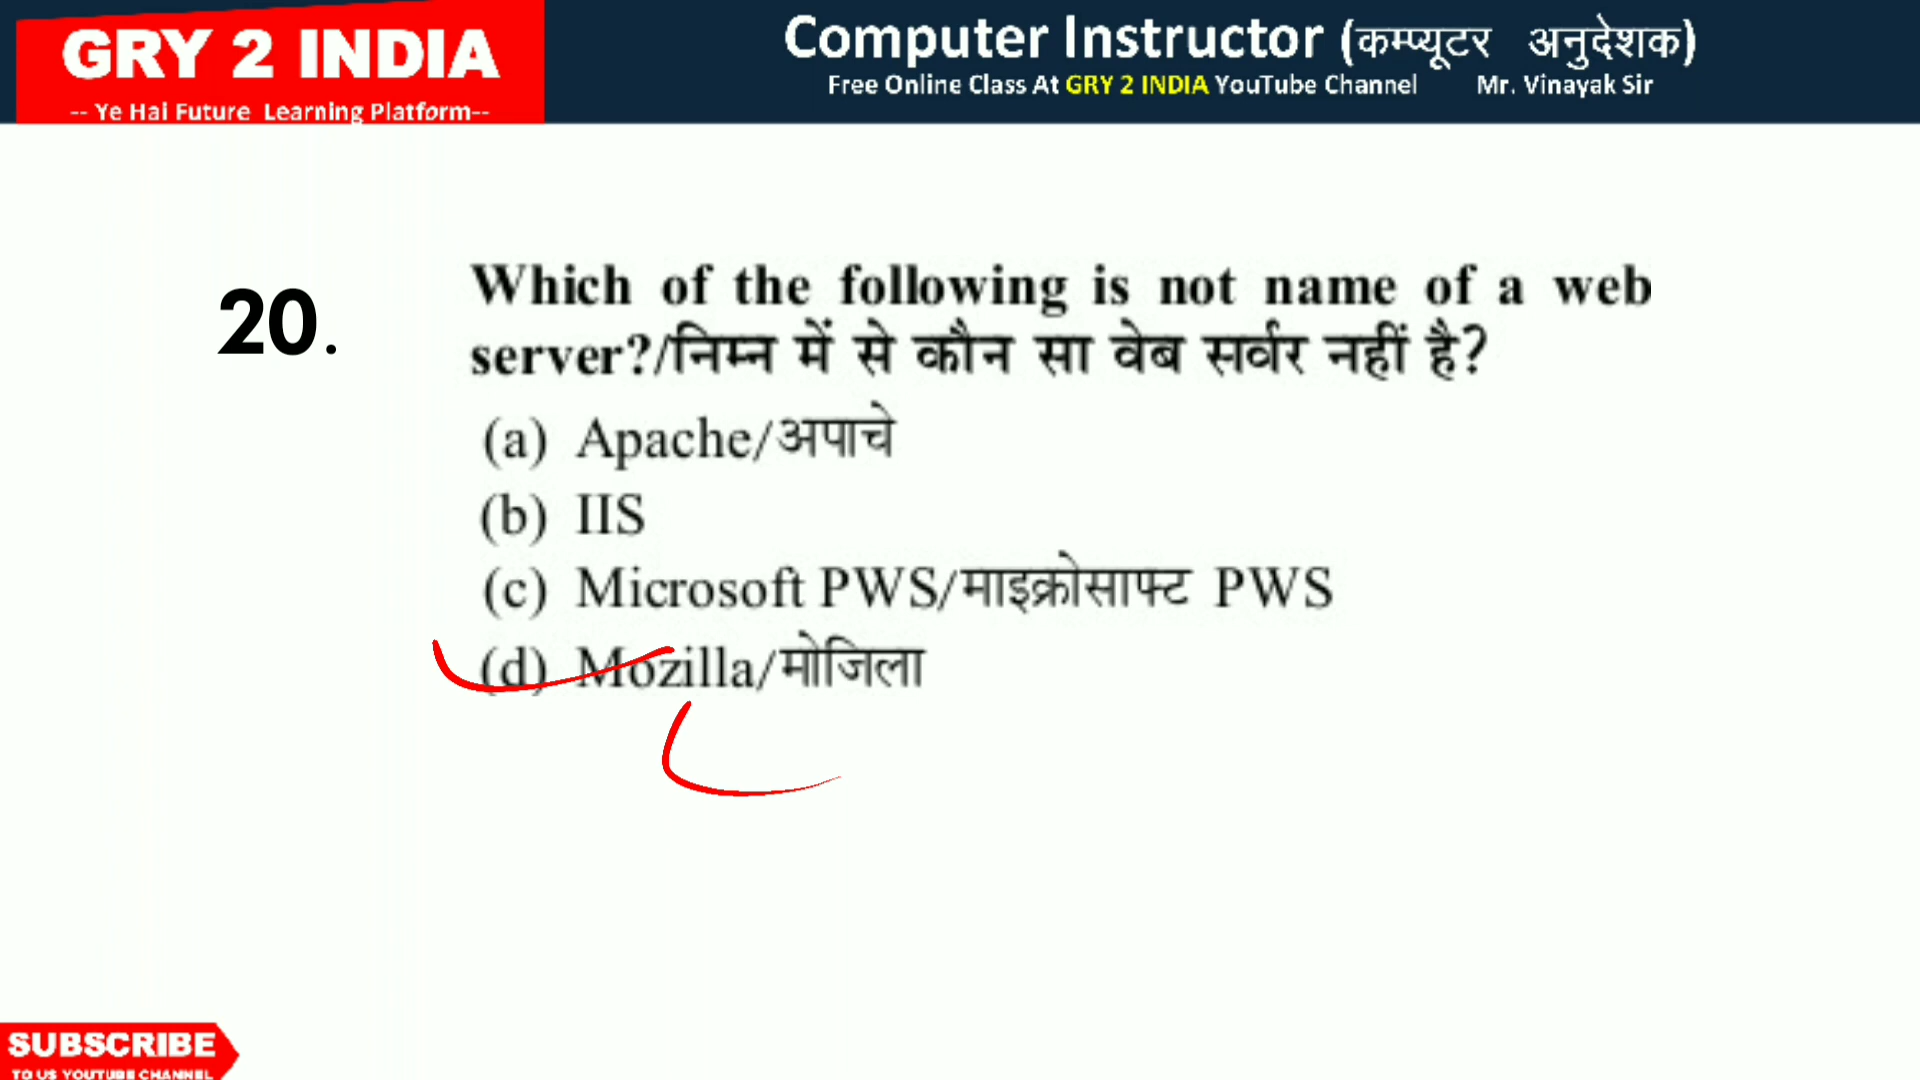 GRY 2 INDIA
-- Ye Hai Future Learning Platform--
Computer Instructor (कम्प्यूटर अनुदेशक)
Free Online Class At GRY 2 INDIA YouTube Channel Mr. Vinayak Sir
20.
Which of the following is not name of a web
server?/निम्न में से कौन सा वेब सर्वर नहीं है?
(a) Apache/अपाचे
(b) IIS
(c) Microsoft PWS/माइक्रोसाफ्ट PWS
(d) Mozilla/मोजिला
SUBSCRIBE
TO US YOUTUBE CHANNEL